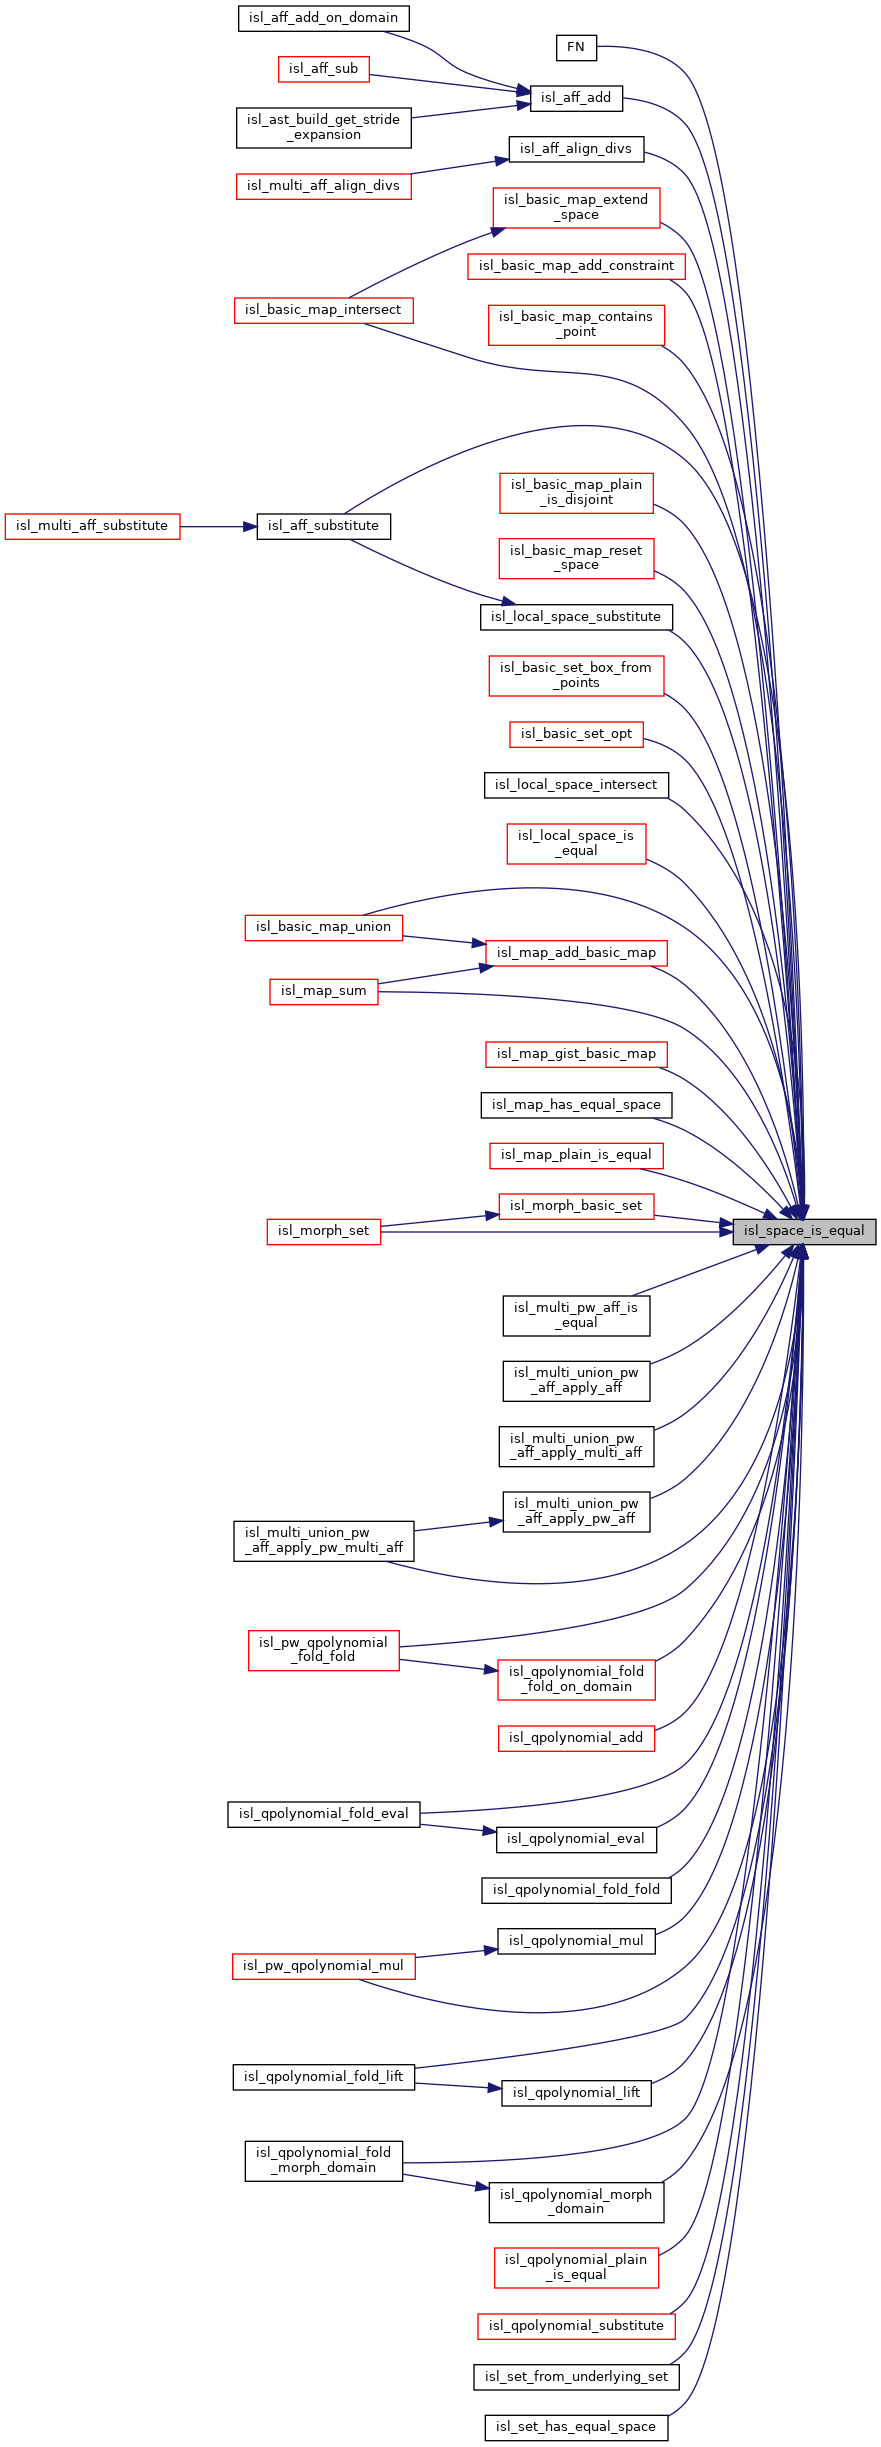 isl_aff_add_on_domain
FN
isl_aff_sub
isl_aff_add
isl_ast_build_get_stride
_expansion
isl_aff_align_divs
isl_multi_aff_align_divs
isl_basic_map_extend
_space
isl_basic_map_add_constraint
isl_basic_map_intersect
isl_basic_map_contains
_point
isl_basic_map_plain
_is_disjoint
isl_multi_aff_substitute
isl_aff_substitute
isl_basic_map_reset
_space
isl_local_space_substitute
isl_basic_set_box_from
_points
isl_basic_set_opt
isl_local_space_intersect
isl_local_space_is
_equal
isl_basic_map_union
isl_map_add_basic_map
isl_map_sum
isl_map_gist_basic_map
isl_map_has_equal_space
isl_map_plain_is_equal
isl_morph_basic_set
isl_morph_set
isl_space_is_equal
isl_multi_pw_aff_is
_equal
isl_multi_union_pw
_aff_apply_aff
isl_multi_union_pw
_aff_apply_multi_aff
isl_multi_union_pw
_aff_apply_pw_aff
isl_multi_union_pw
_aff_apply_pw_multi_aff
isl_pw_qpolynomial
_fold_fold
isl_qpolynomial_fold
_fold_on_domain
isl_qpolynomial_add
isl_qpolynomial_fold_eval
isl_qpolynomial_eval
isl_qpolynomial_fold_fold
isl_qpolynomial_mul
isl_pw_qpolynomial_mul
isl_qpolynomial_fold_lift
isl_qpolynomial_lift
isl_qpolynomial_fold
_morph_domain
isl_qpolynomial_morph
_domain
isl_qpolynomial_plain
_is_equal
isl_qpolynomial_substitute
isl_set_from_underlying_set
isl_set_has_equal_space